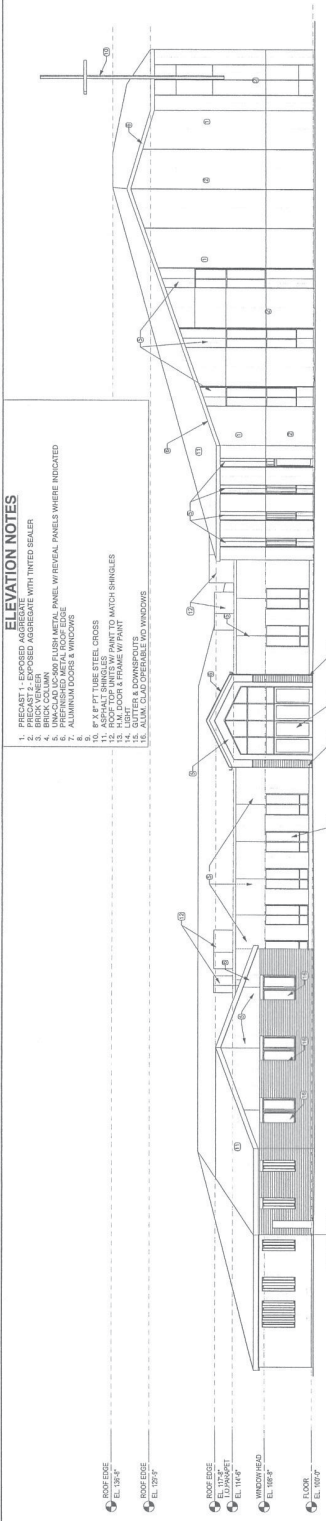 ELEVATION NOTES
1. PRECAST 1 - EXPOSED AGGREGATE
2. PRECAST 2 - EXPOSED AGGREGATE WITH TINTED SEALER
3. BRICK VENEER
4. BRICK COLUMN
5. UNA-CLAD UC-500 FLUSH METAL PANEL W/ REVEAL PANELS WHERE INDICATED
6. PREFINISHED METAL ROOF EDGE
7. ALUMINUM DOORS & WINDOWS
8.
9.
10. 8" X 8" PT TUBE STEEL CROSS
11. ASPHALT SHINGLES
12. ROOF TOP UNITS W/ PAINT TO MATCH SHINGLES
13. H.M. DOOR & FRAME W/ PAINT
14. LIGHT
15. GUTTER & DOWNSPOUTS
16. ALUM. CLAD OPERABLE WD WINDOWS
ROOF EDGE
EL. 136'-8"
ROOF EDGE
EL. 129'-9"
ROOF EDGE
EL. 117'-8"
PARAPET
EL. 114'-6"
WINDOW HEAD
EL. 108'-8"
FLOOR
EL. 100'-0"